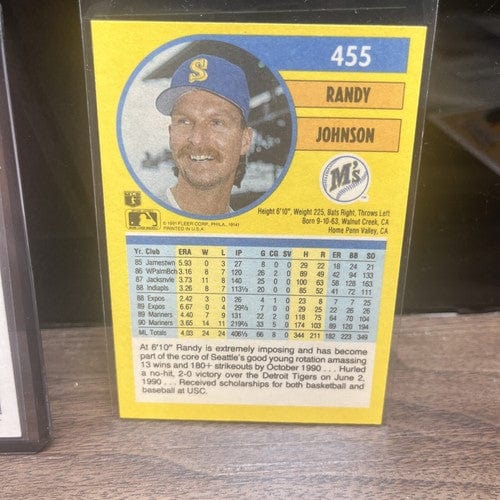 455
RANDY
JOHNSON
S
M's
Height 6'10", Weight 225, Bats Right, Throws Left
Born 9-10-63, Walnut Creek, CA
Home Penn Valley, CA
© 1991 FLEER CORP., PHILA., 19141
PRINTED IN U.S.A.
Yr. Club ERA W L IP G CG SV H R ER BB SO
85 Jamestwn 5.93 0 3 27 8 0 0 29 22 18 24 21
86 WPalmBch 3.16 8 7 120 26 2 0 89 49 42 94 133
87 Jacksnvle 3.73 11 8 140 25 0 0 100 63 58 128 163
88 Indiapls 3.26 8 7 113⅓ 20 0 0 85 52 41 72 111
88 Expos 2.42 3 0 26 4 1 0 23 8 7 7 25
89 Expos 6.67 0 4 29⅔ 7 0 0 29 25 22 26 26
89 Marinrs 4.40 7 9 131 22 2 0 118 75 64 70 104
90 Marinrs 3.65 14 11 219⅔ 33 5 0 174 103 89 120 194
ML Totals 4.03 24 24 406⅓ 66 8 0 344 211 182 223 349
At 6'10" Randy is extremely imposing and has become
part of the core of Seattle's good young rotation amassing
13 wins and 180+ strikeouts by October 1990 . . . Hurled
a no-hit, 2-0 victory over the Detroit Tigers on June 2,
1990 . . . Received scholarships for both basketball and
baseball at USC.